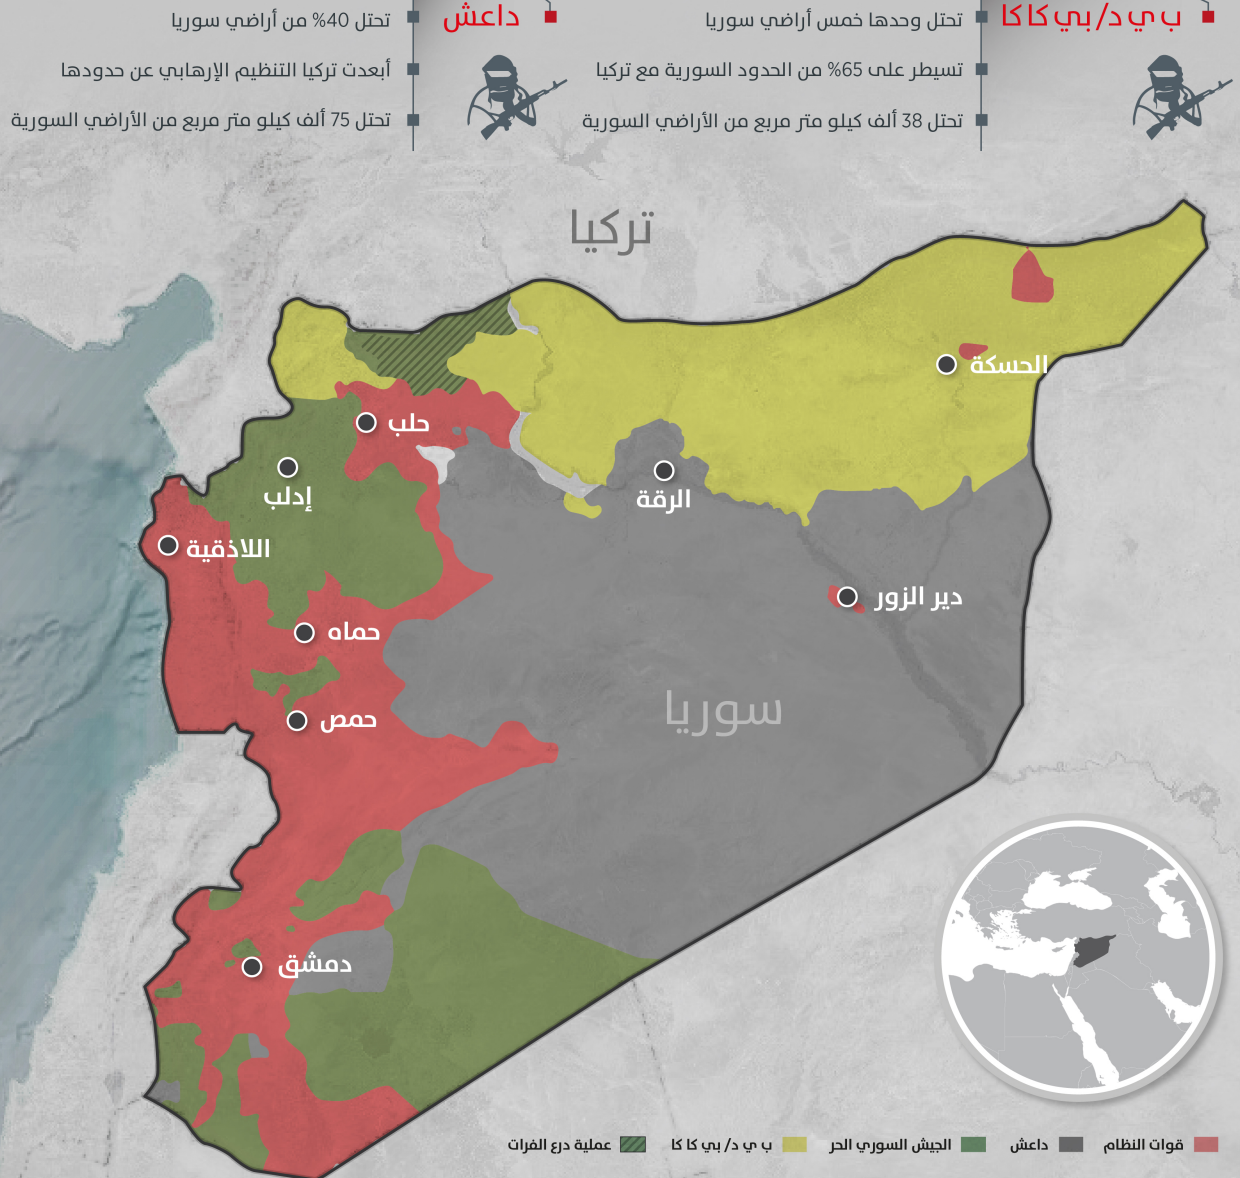 ب ي د/بي كا كا
تحتل وحدها خمس أراضي سوريا
تسيطر على 65% من الحدود السورية مع تركيا
تحتل 38 ألف كيلو متر مربع من الأراضي السورية
داعش
تحتل 40% من أراضي سوريا
أبعدت تركيا التنظيم الإرهابي عن حدودها
تحتل 75 ألف كيلو متر مربع من الأراضي السورية
تركيا
الحسكة
حلب
إدلب
الرقة
اللاذقية
دير الزور
حماه
سوريا
حمص
دمشق
قوات النظام
داعش
الجيش السوري الحر
ب ي د/ بي كا كا
عملية درع الفرات